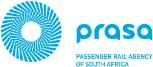 prasa
PASSENGER RAIL AGENCY
OF SOUTH AFRICA